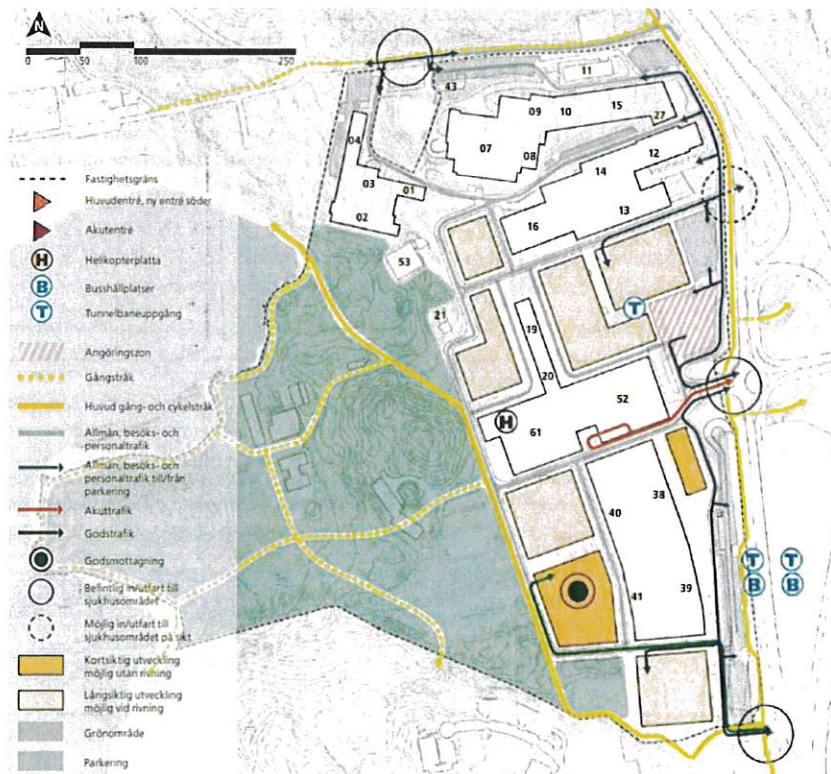 N
0 50 100 250
Fastighetsgräns
Huvudentré, ny entré söder
Akutentré
H Helikopterplatta
B Busshållplatser
T Tunnelbaneuppgång
Angöringszon
Gångstråk
Huvud gång- och cykelstråk
Allmän, besöks- och
personaltrafik
Allmän, besöks- och
personaltrafik till/från
parkering
Akuttrafik
Godstrafik
Godsmottagning
Befintlig in/utfart till
sjukhusområdet
Möjlig in/utfart till
sjukhusområdet på sikt
Kortsiktig utveckling
möjlig utan rivning
Långsiktig utveckling
möjlig vid rivning
Grönområde
Parkering
11
43
09
10
15
27
04
07
08
12
03
01
14
02
16
13
53
21
19
T
20
52
H
61
38
40
41
39
T T
B B